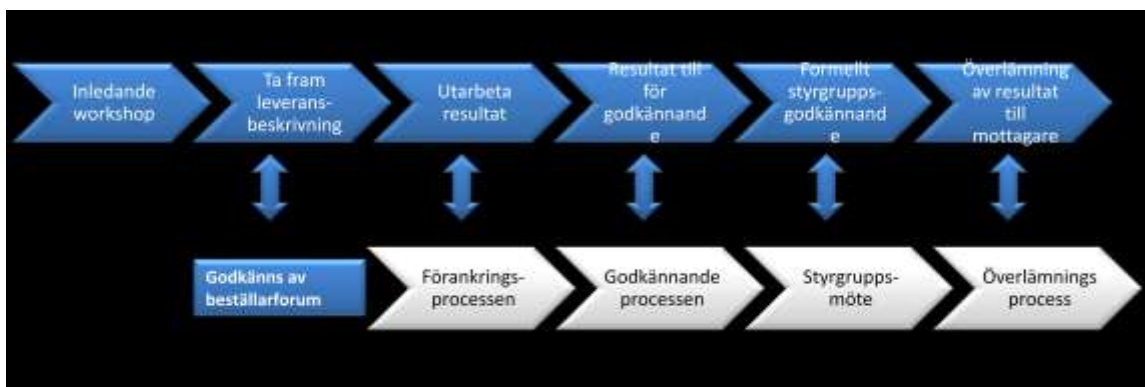 Inledande
workshop
Ta fram
leverans-
beskrivning
Utarbeta
resultat
Resultat till
för
godkännand
e
Formellt
styrgrupps-
godkännand
e
Överlämning
av resultat
till
mottagare
Godkänns av
beställarforum
Förankrings-
processen
Godkännande
processen
Styrgrupps-
möte
Överlämnings
process